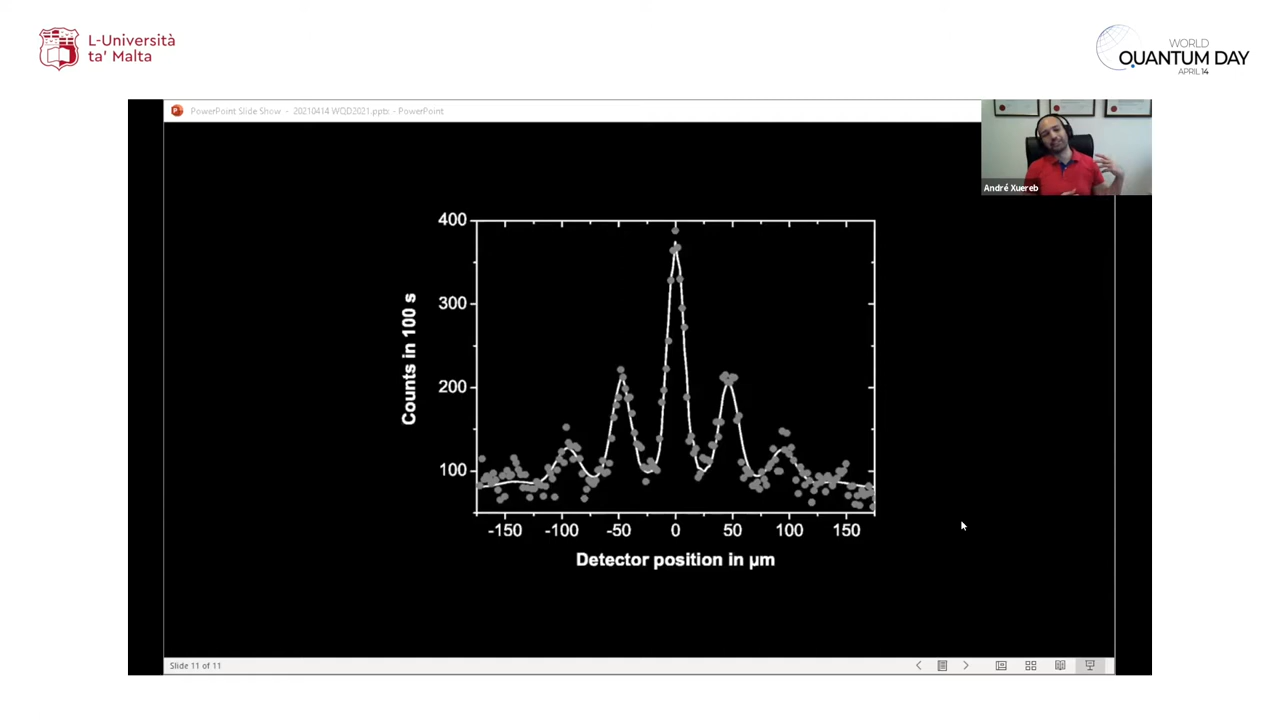 L-Università
ta' Malta
WORLD
QUANTUM DAY
APRIL 14
PowerPoint Slide Show - 20210414 WQD2021.pptx - PowerPoint
André Xuereb
400
300
200
100
Counts in 100 s
-150 -100 -50 0 50 100 150
Detector position in µm
Slide 11 of 11